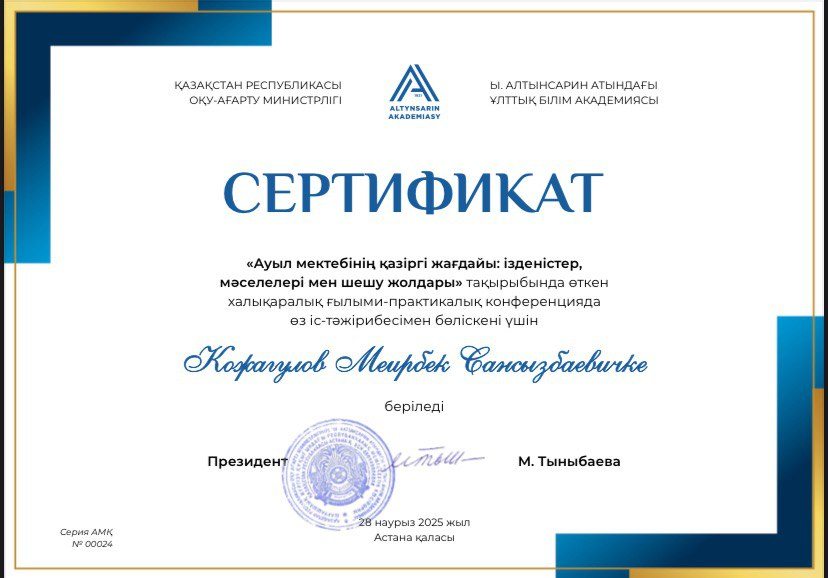 ҚАЗАҚСТАН РЕСПУБЛИКАСЫ
ОҚУ-АҒАРТУ МИНИСТРЛІГІ
1933
ALTYNSARIN
AKADEMIASY
Ы. АЛТЫНСАРИН АТЫНДАҒЫ
ҰЛТТЫҚ БІЛІМ АКАДЕМИЯСЫ
СЕРТИФИКАТ
«Ауыл мектебінің қазіргі жағдайы: ізденістер,
мәселелері мен шешу жолдары» тақырыбында өткен
халықаралық ғылыми-практикалық конференцияда
өз іс-тәжірибесімен бөліскені үшін
Кожагулов Меирбек Сансызбаевичке
беріледі
Президент
М. Тыныбаева
28 наурыз 2025 жыл
Астана қаласы
Серия АМҚ
№ 00024